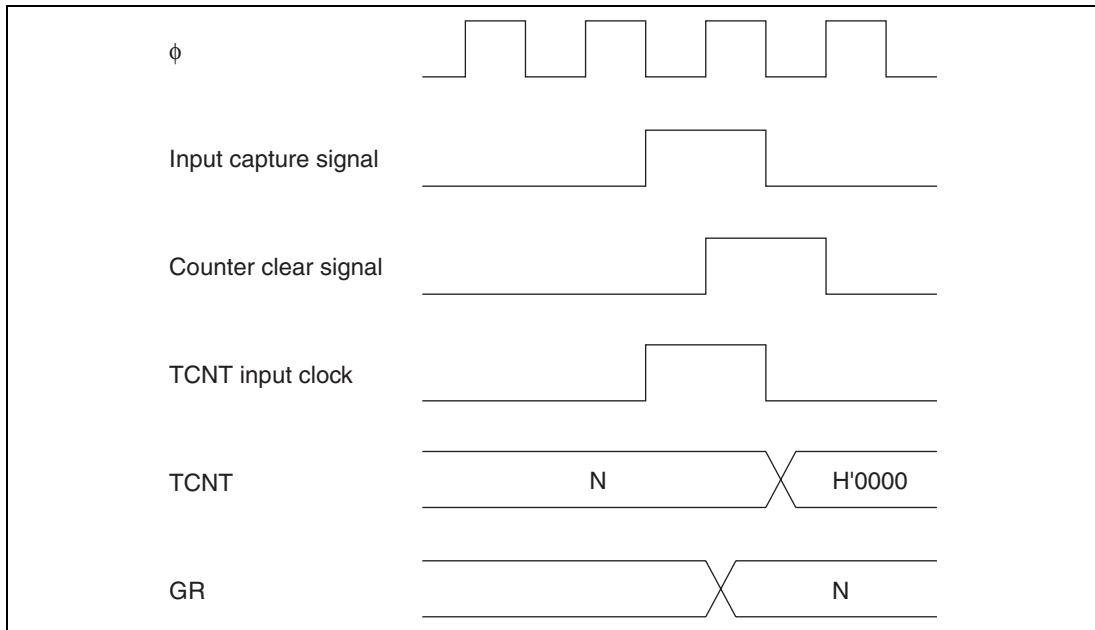 ϕ
Input capture signal
Counter clear signal
TCNT input clock
TCNT N H'0000
GR N